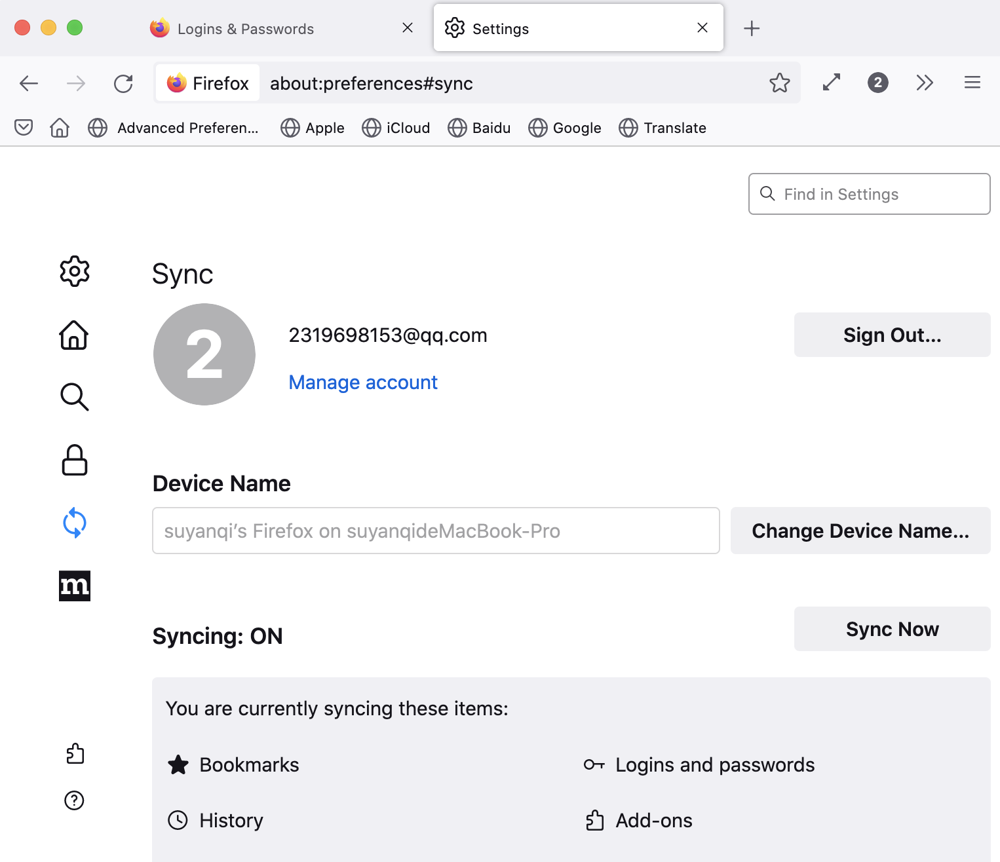 Logins & Passwords
Settings
Firefox
about:preferences#sync
2
Advanced Preferen...
Apple
iCloud
Baidu
Google
Translate
Find in Settings
Sync
2
2319698153@qq.com
Sign Out...
Manage account
Device Name
suyanqi’s Firefox on suyanqideMacBook-Pro
Change Device Name...
m
Syncing: ON
Sync Now
You are currently syncing these items:
Bookmarks
Logins and passwords
History
Add-ons